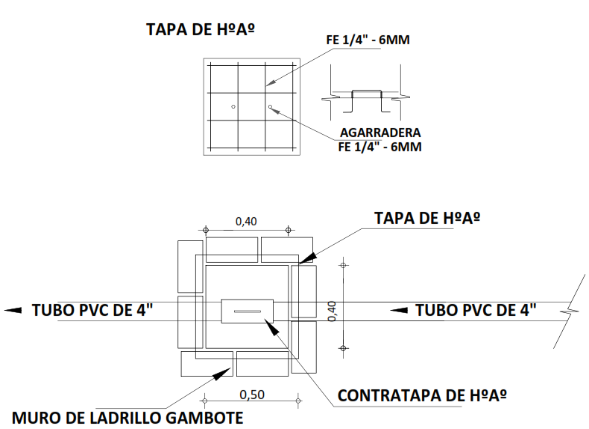 TAPA DE HºAº
FE 1/4" - 6MM
AGARRADERA
FE 1/4" - 6MM
0,40
TAPA DE HºAº
TUBO PVC DE 4"
0,40
TUBO PVC DE 4"
0,50
CONTRATAPA DE HºAº
MURO DE LADRILLO GAMBOTE